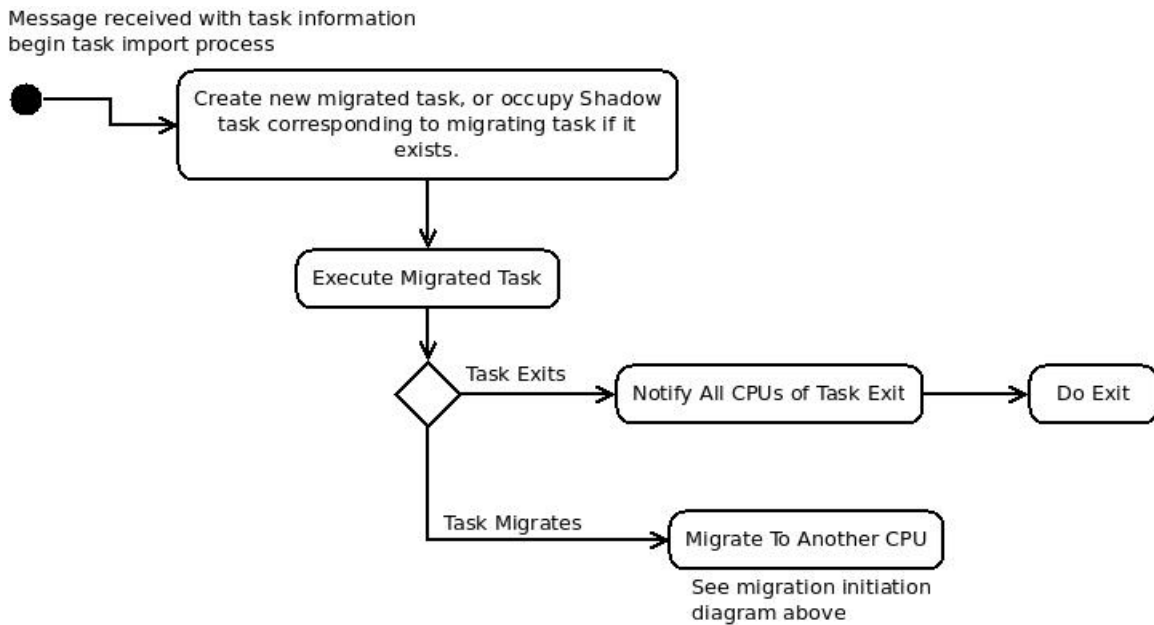 Message received with task information
begin task import process
Create new migrated task, or occupy Shadow
task corresponding to migrating task if it
exists.
Execute Migrated Task
Task Exits
Notify All CPUs of Task Exit
Do Exit
Task Migrates
Migrate To Another CPU
See migration initiation
diagram above